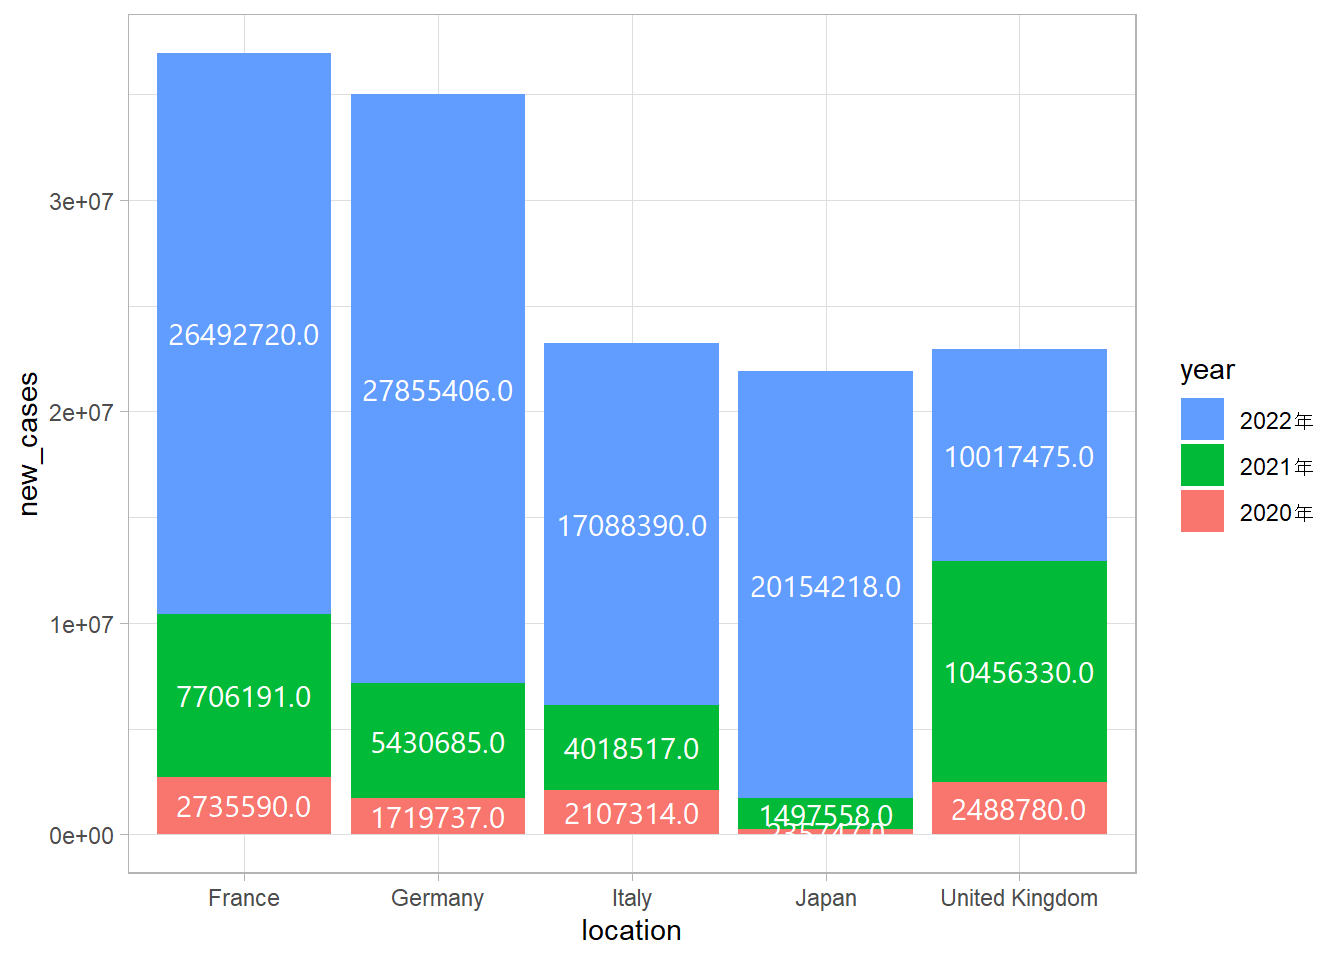 new_cases
3e+07
2e+07
1e+07
0e+00
26492720.0
27855406.0
17088390.0
20154218.0
10017475.0
7706191.0
5430685.0
4018517.0
1497558.0
10456330.0
2735590.0
1719737.0
2107314.0
235747.0
2488780.0
France
Germany
Italy
Japan
United Kingdom
location
year
2022年
2021年
2020年